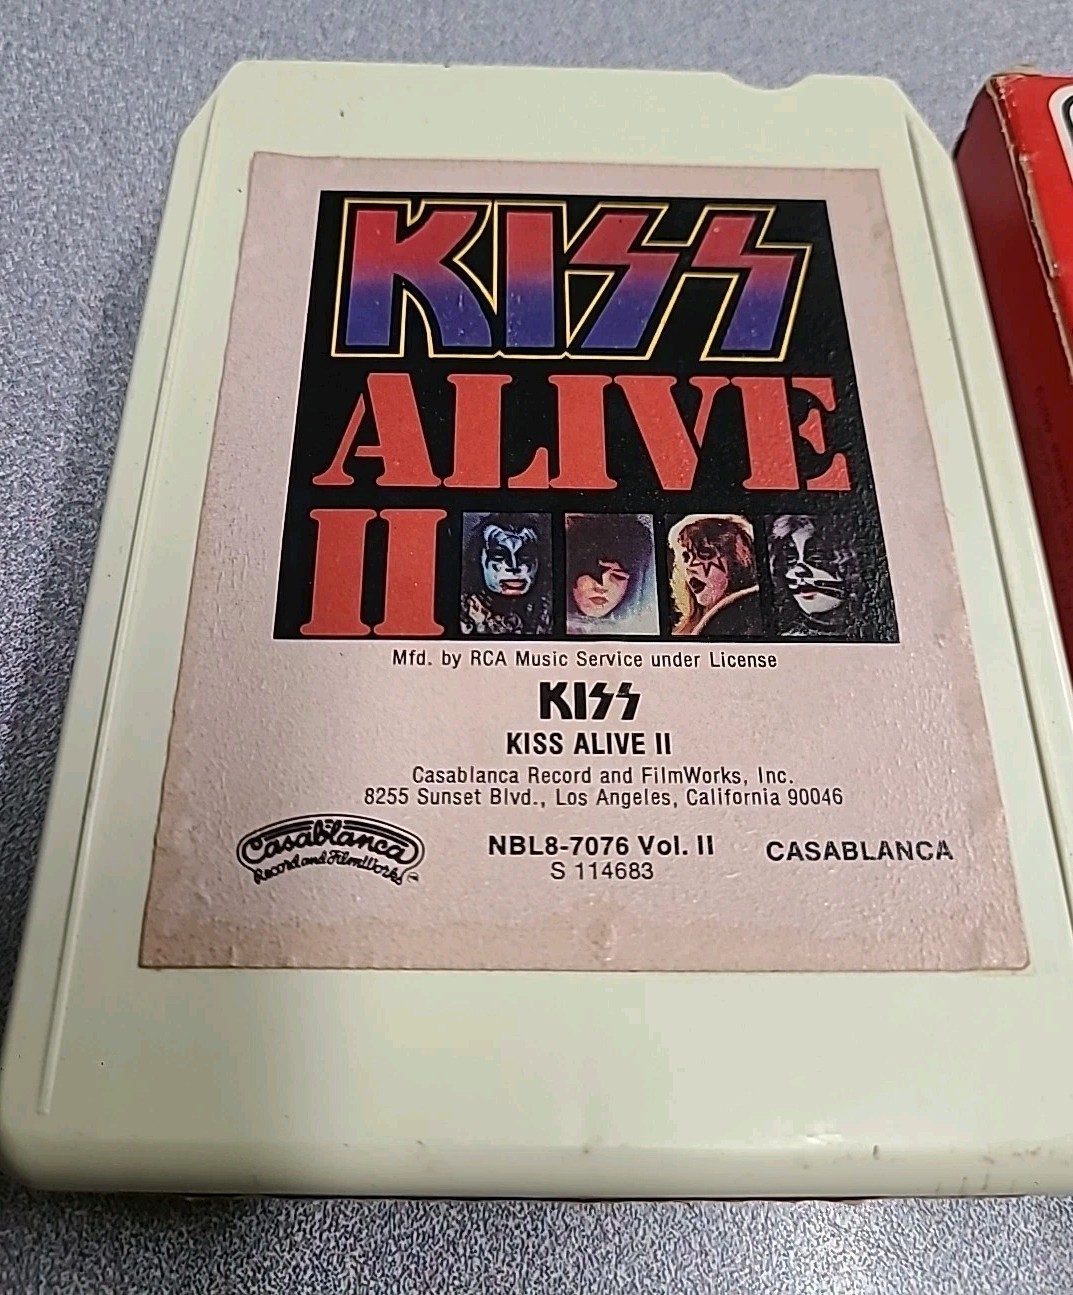 KISS
ALIVE
II
Mfd. by RCA Music Service under License
KISS
KISS ALIVE II
Casablanca Record and FilmWorks, Inc.
8255 Sunset Blvd., Los Angeles, California 90046
Casablanca
Record and FilmWorks
NBL8-7076 Vol. II
S 114683
CASABLANCA